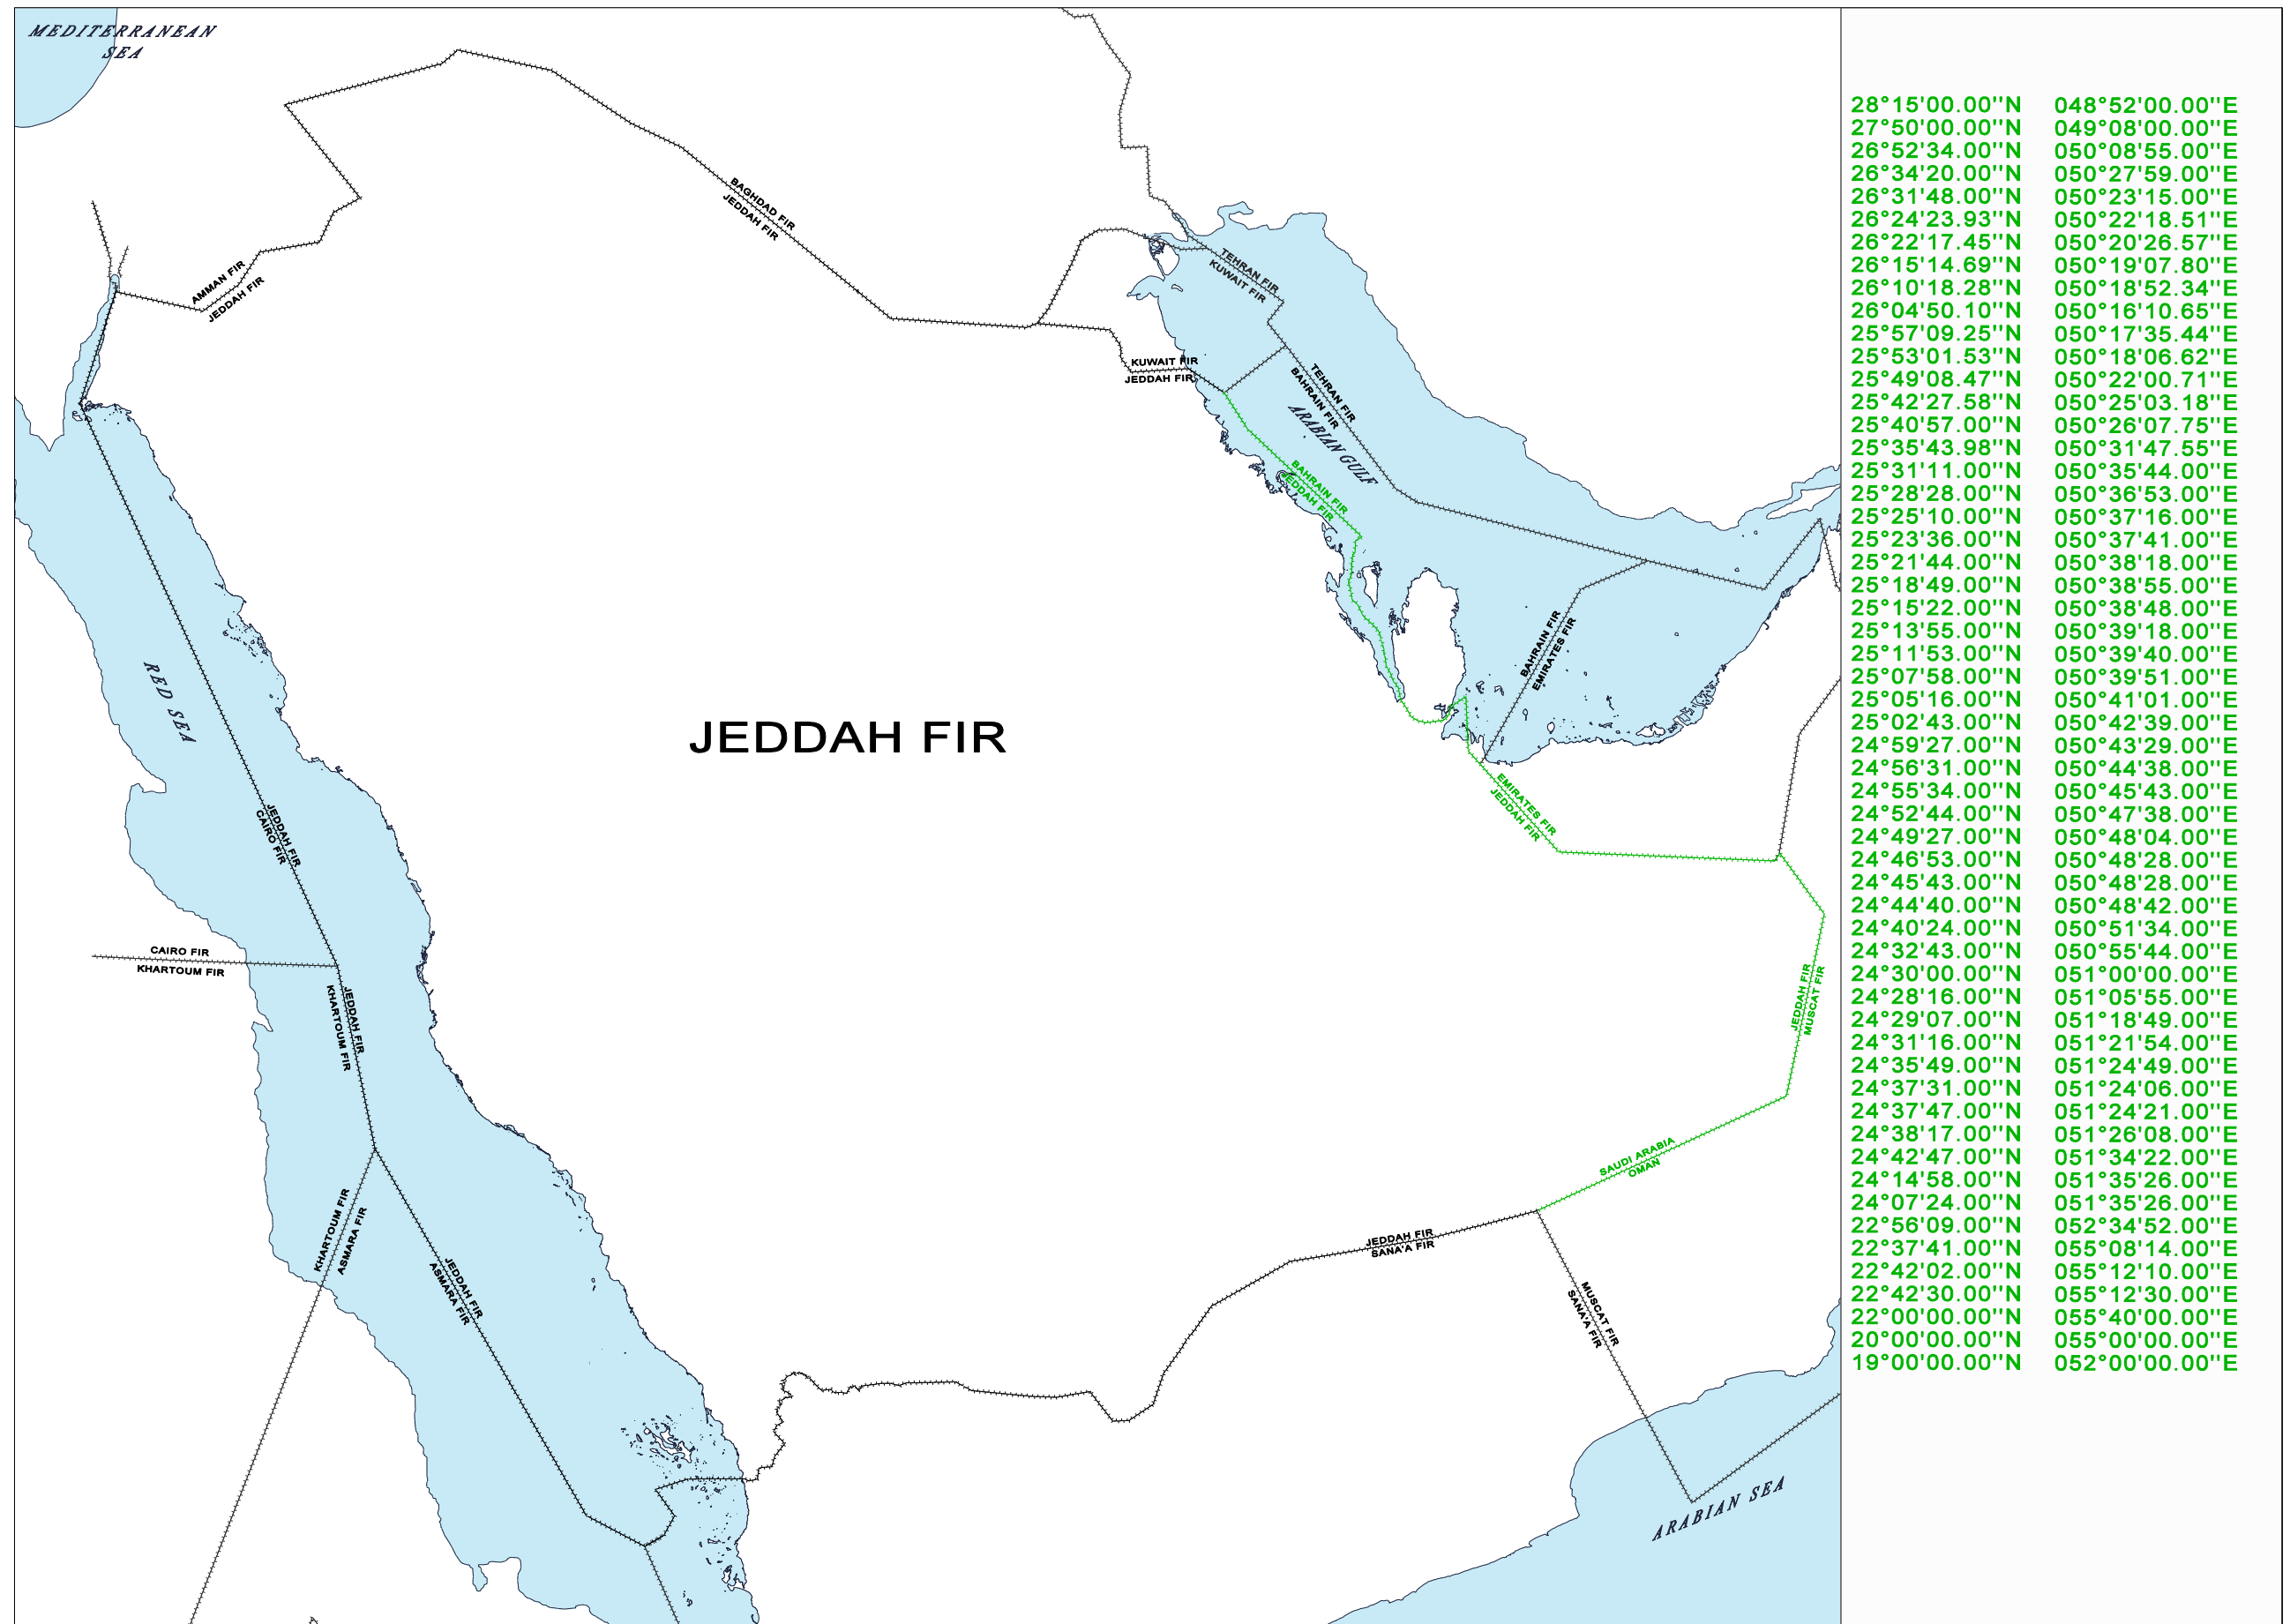 MEDITERRANEAN
SEA
BAGHDAD FIR
JEDDAH FIR
AMMAN FIR
JEDDAH FIR
TEHRAN FIR
KUWAIT FIR
KUWAIT FIR
JEDDAH FIR
TEHRAN FIR
BAHRAIN FIR
ARABIAN GULF
BAHRAIN FIR
JEDDAH FIR
BAHRAIN FIR
EMIRATES FIR
RED SEA
JEDDAH FIR
EMIRATES FIR
JEDDAH FIR
JEDDAH FIR
CAIRO FIR
CAIRO FIR
KHARTOUM FIR
JEDDAH FIR
KHARTOUM FIR
JEDDAH FIR
MUSCAT FIR
SAUDI ARABIA
OMAN
KHARTOUM FIR
ASMARA FIR
JEDDAH FIR
ASMARA FIR
JEDDAH FIR
SANA'A FIR
MUSCAT FIR
SANA'A FIR
ARABIAN SEA
28°15'00.00''N 048°52'00.00''E
27°50'00.00''N 049°08'00.00''E
26°52'34.00''N 050°08'55.00''E
26°34'20.00''N 050°27'59.00''E
26°31'48.00''N 050°23'15.00''E
26°24'23.93''N 050°22'18.51''E
26°22'17.45''N 050°20'26.57''E
26°15'14.69''N 050°19'07.80''E
26°10'18.28''N 050°18'52.34''E
26°04'50.10''N 050°16'10.65''E
25°57'09.25''N 050°17'35.44''E
25°53'01.53''N 050°18'06.62''E
25°49'08.47''N 050°22'00.71''E
25°42'27.58''N 050°25'03.18''E
25°40'57.00''N 050°26'07.75''E
25°35'43.98''N 050°31'47.55''E
25°31'11.00''N 050°35'44.00''E
25°28'28.00''N 050°36'53.00''E
25°25'10.00''N 050°37'16.00''E
25°23'36.00''N 050°37'41.00''E
25°21'44.00''N 050°38'18.00''E
25°18'49.00''N 050°38'55.00''E
25°15'22.00''N 050°38'48.00''E
25°13'55.00''N 050°39'18.00''E
25°11'53.00''N 050°39'40.00''E
25°07'58.00''N 050°39'51.00''E
25°05'16.00''N 050°41'01.00''E
25°02'43.00''N 050°42'39.00''E
24°59'27.00''N 050°43'29.00''E
24°56'31.00''N 050°44'38.00''E
24°55'34.00''N 050°45'43.00''E
24°52'44.00''N 050°47'38.00''E
24°49'27.00''N 050°48'04.00''E
24°46'53.00''N 050°48'28.00''E
24°45'43.00''N 050°48'28.00''E
24°44'40.00''N 050°48'42.00''E
24°40'24.00''N 050°51'34.00''E
24°32'43.00''N 050°55'44.00''E
24°30'00.00''N 051°00'00.00''E
24°28'16.00''N 051°05'55.00''E
24°29'07.00''N 051°18'49.00''E
24°31'16.00''N 051°21'54.00''E
24°35'49.00''N 051°24'49.00''E
24°37'31.00''N 051°24'06.00''E
24°37'47.00''N 051°24'21.00''E
24°38'17.00''N 051°26'08.00''E
24°42'47.00''N 051°34'22.00''E
24°14'58.00''N 051°35'26.00''E
24°07'24.00''N 051°35'26.00''E
22°56'09.00''N 052°34'52.00''E
22°37'41.00''N 055°08'14.00''E
22°42'02.00''N 055°12'10.00''E
22°42'30.00''N 055°12'30.00''E
22°00'00.00''N 055°40'00.00''E
20°00'00.00''N 055°00'00.00''E
19°00'00.00''N 052°00'00.00''E